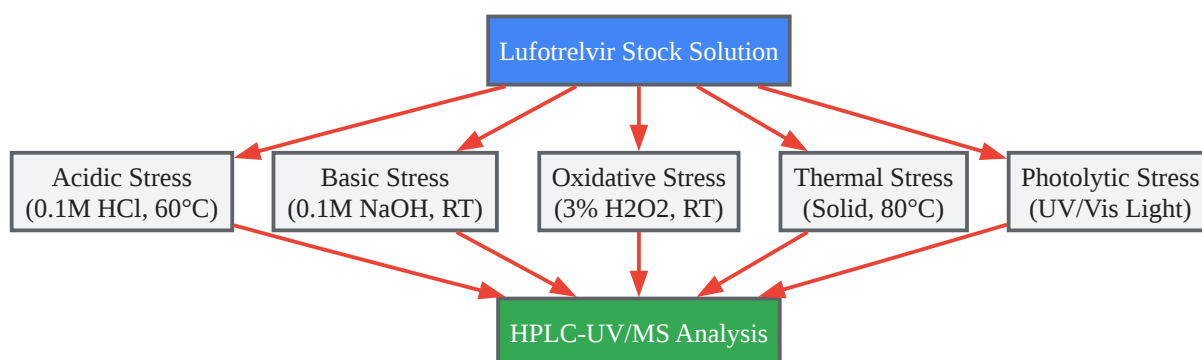 Lufotrelvir Stock Solution
Acidic Stress
(0.1M HCl, 60°C)
Basic Stress
(0.1M NaOH, RT)
Oxidative Stress
(3% H2O2, RT)
Thermal Stress
(Solid, 80°C)
Photolytic Stress
(UV/Vis Light)
HPLC-UV/MS Analysis